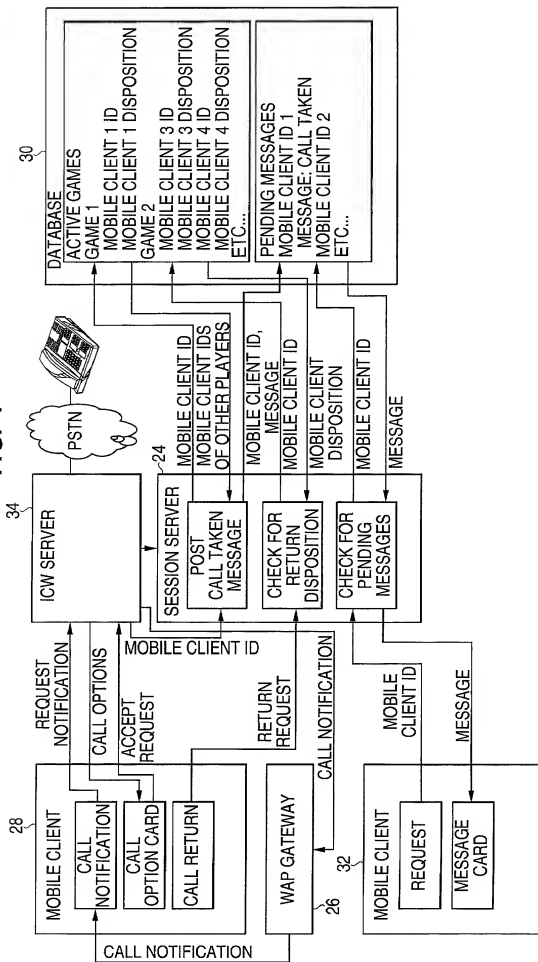 28
MOBILE CLIENT
CALL
NOTIFICATION
CALL
OPTION CARD
CALL RETURN
REQUEST
NOTIFICATION
CALL OPTIONS
ACCEPT
REQUEST
34
ICW SERVER
PSTN
MOBILE CLIENT ID
RETURN
REQUEST
CALL NOTIFICATION
WAP GATEWAY
26
CALL NOTIFICATION
32
MOBILE CLIENT
REQUEST
MESSAGE
CARD
MOBILE
CLIENT ID
MESSAGE
24
SESSION SERVER
POST
CALL TAKEN
MESSAGE
CHECK FOR
RETURN
DISPOSITION
CHECK FOR
PENDING
MESSAGES
MOBILE CLIENT ID
MOBILE CLIENT IDS
OF OTHER PLAYERS
MOBILE CLIENT ID,
MESSAGE
MOBILE CLIENT ID
MOBILE CLIENT
DISPOSITION
MOBILE CLIENT ID
MESSAGE
30
DATABASE
ACTIVE GAMES
GAME 1
MOBILE CLIENT 1 ID
MOBILE CLIENT 1 DISPOSITION
GAME 2
MOBILE CLIENT 3 ID
MOBILE CLIENT 3 DISPOSITION
MOBILE CLIENT 4 ID
MOBILE CLIENT 4 DISPOSITION
ETC...
PENDING MESSAGES
MOBILE CLIENT ID 1
MESSAGE: CALL TAKEN
MOBILE CLIENT ID 2
ETC...